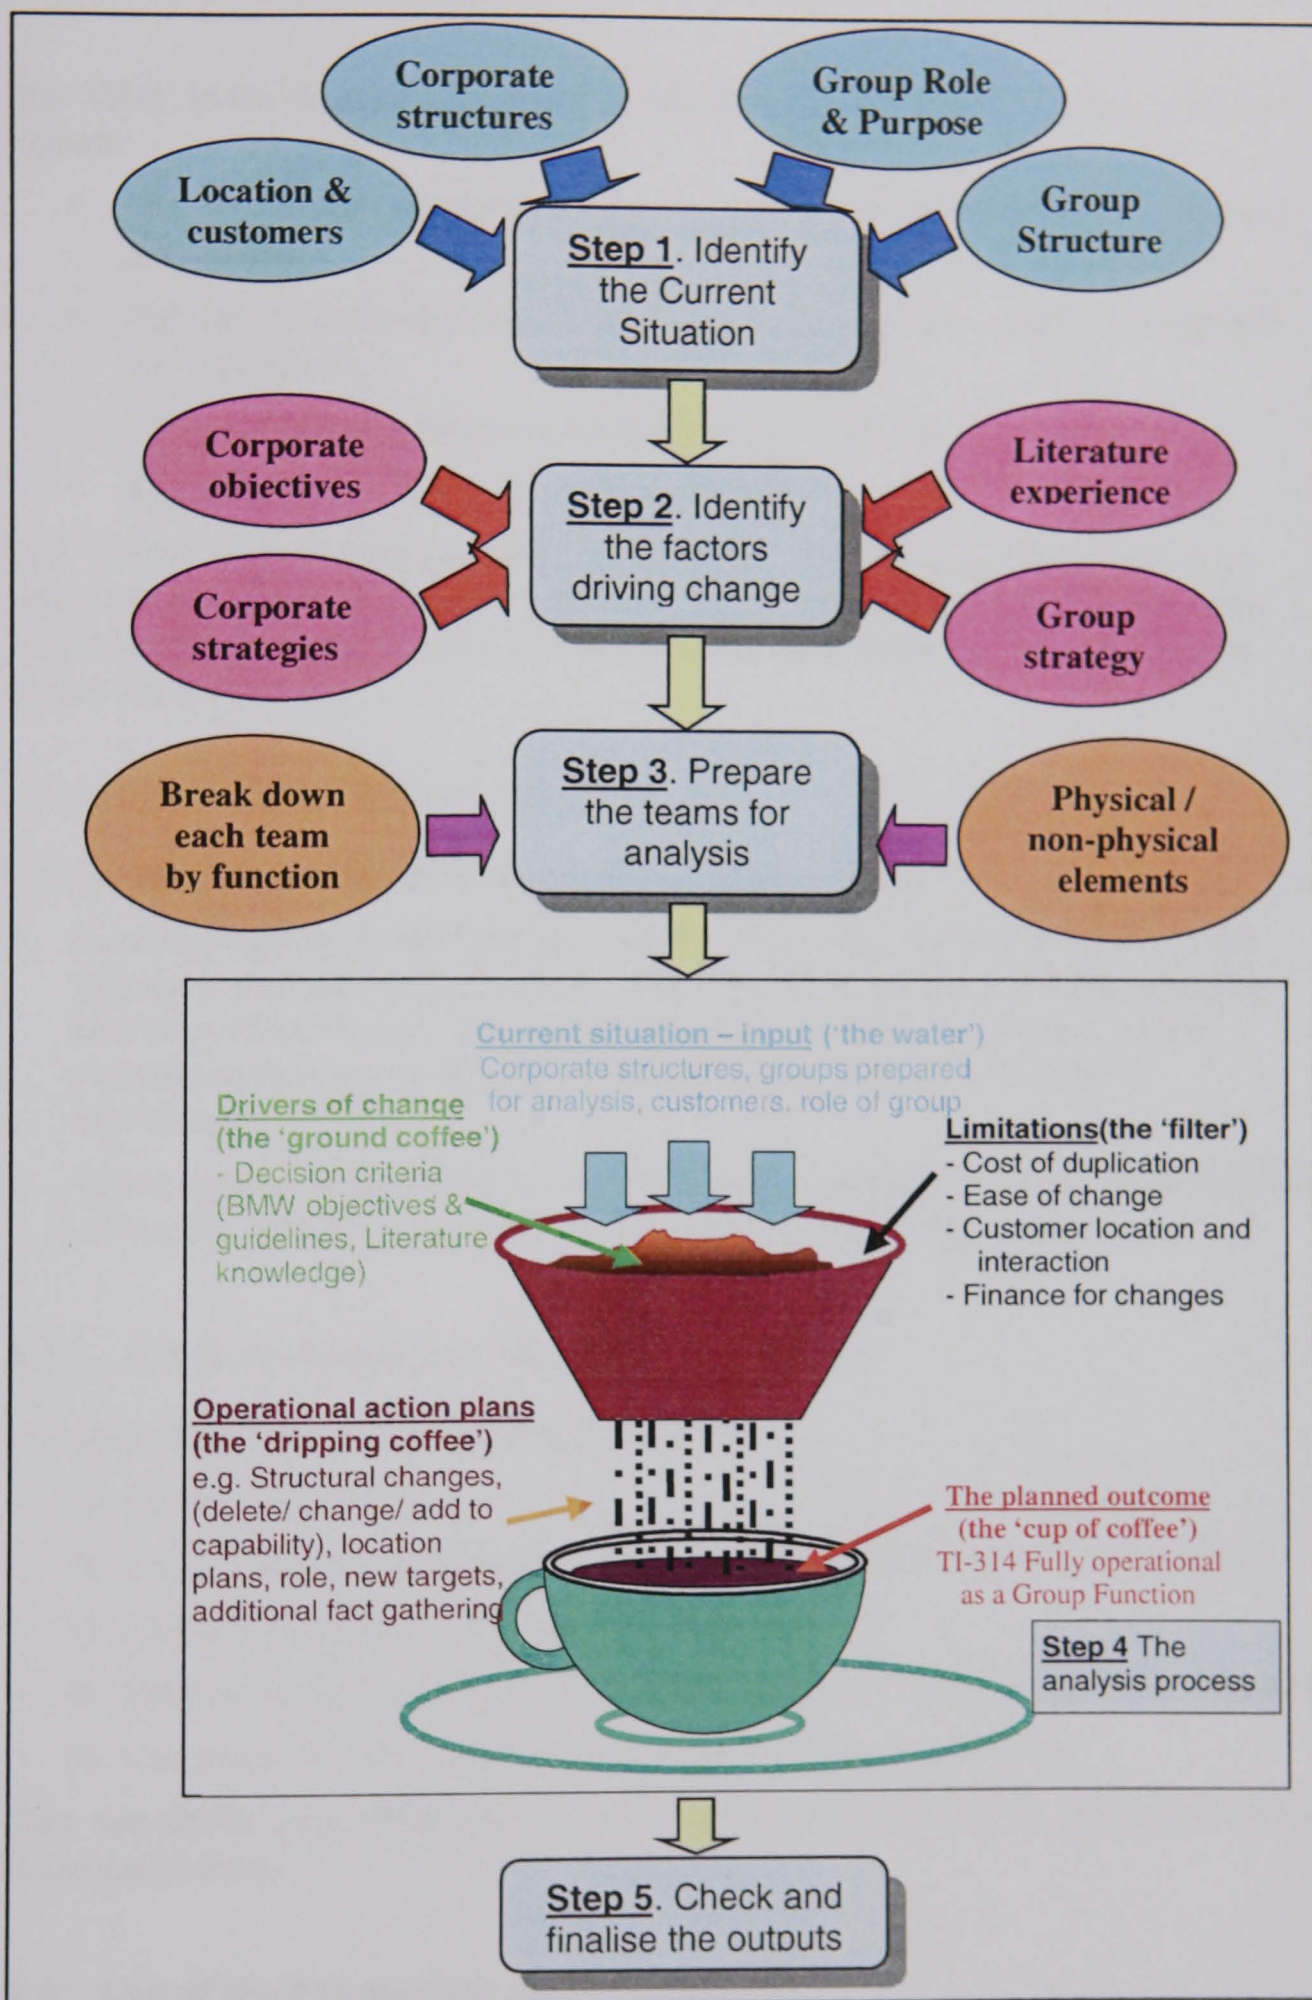 Corporate
structures
Group Role
& Purpose
Location &
customers
Group
Structure
Step 1. Identify
the Current
Situation
Corporate
objectives
Literature
experience
Step 2. Identify
the factors
driving change
Corporate
strategies
Group
strategy
Break down
each team
by function
Step 3. Prepare
the teams for
analysis
Physical /
non-physical
elements
Current situation – input (‘the water’)
Corporate structures, groups prepared
for analysis, customers. role of group
Drivers of change
(the ‘ground coffee’)
- Decision criteria
(BMW objectives &
guidelines, Literature
knowledge)
Limitations(the ‘filter’)
- Cost of duplication
- Ease of change
- Customer location and
interaction
- Finance for changes
Operational action plans
(the ‘dripping coffee’)
e.g. Structural changes,
(delete/ change/ add to
capability), location
plans, role, new targets,
additional fact gathering
The planned outcome
(the ‘cup of coffee’)
TI-314 Fully operational
as a Group Function
Step 4 The
analysis process
Step 5. Check and
finalise the outputs